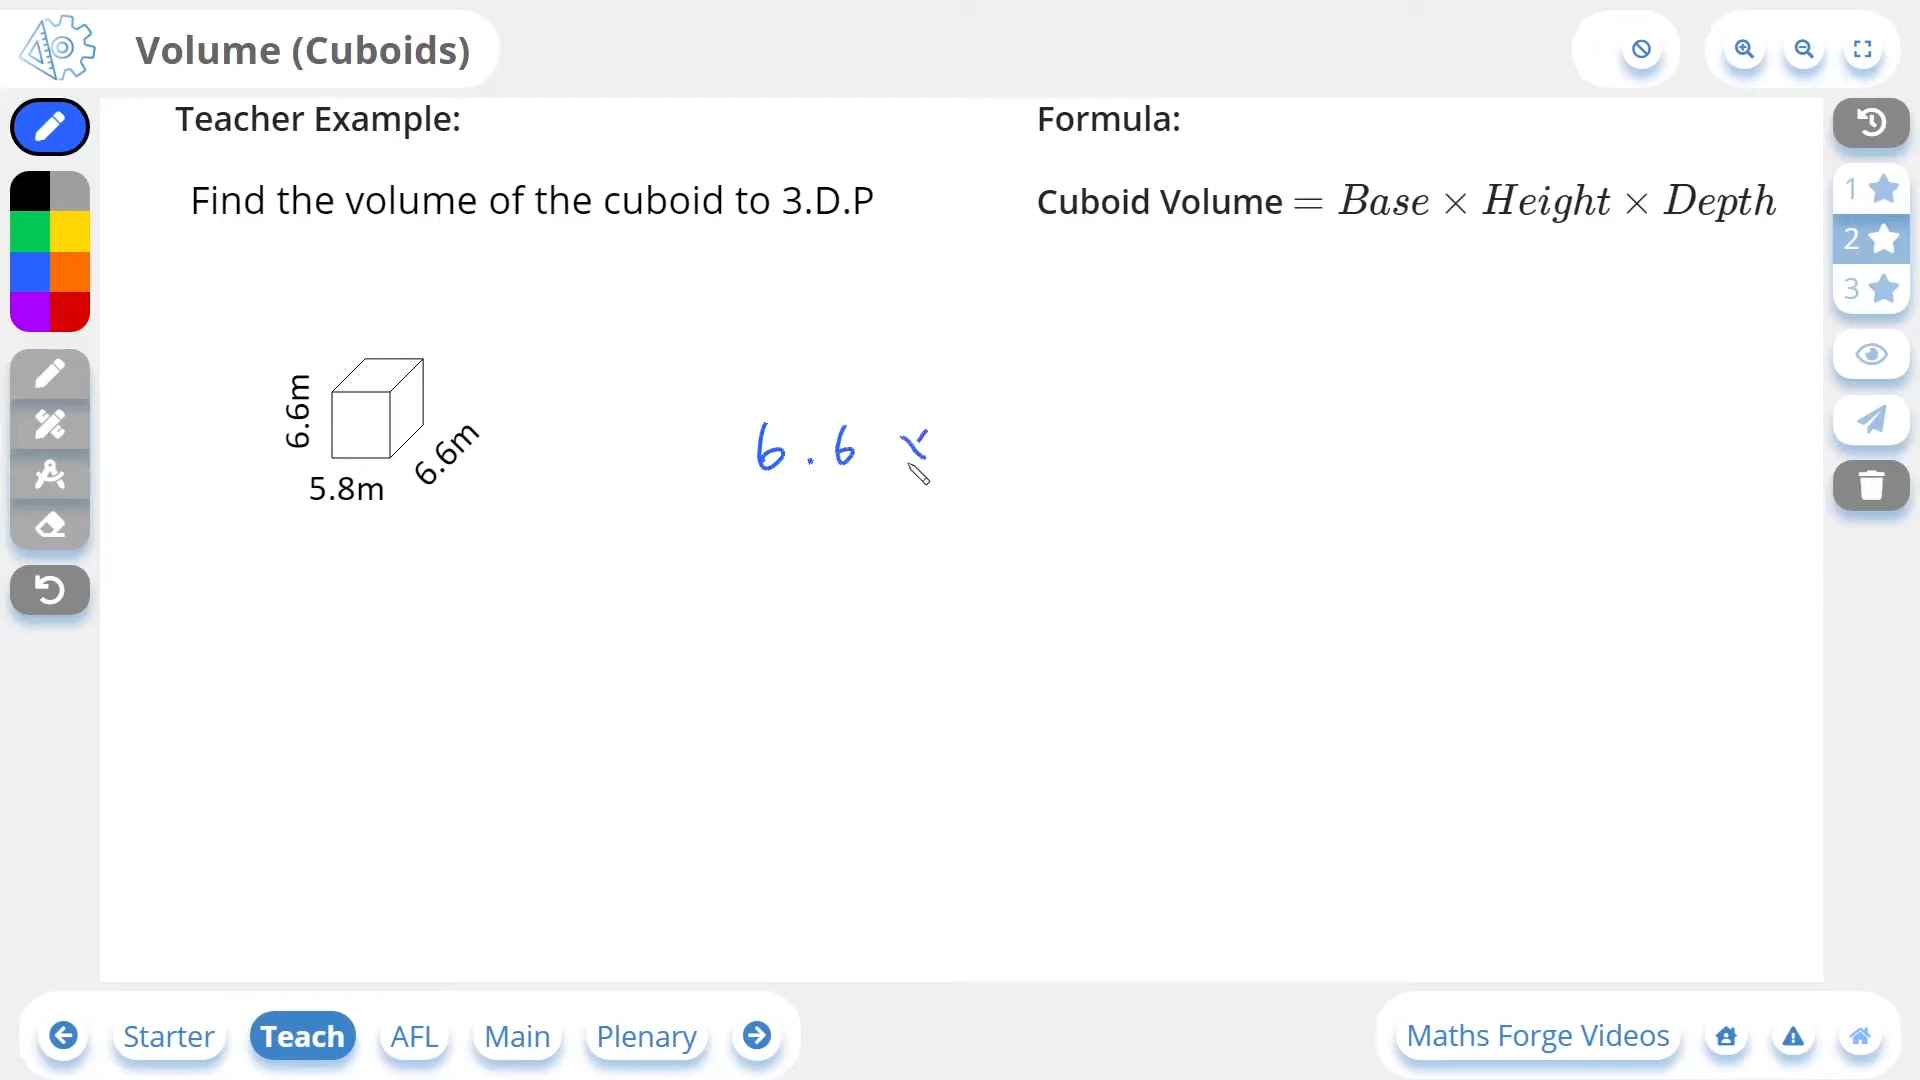 Volume (Cuboids)
Teacher Example:
Formula:
Find the volume of the cuboid to 3.D.P
Cuboid Volume = Base × Height × Depth
1
2
3
6.6m
6.6m
5.8m
6.6 ×
Starter
Teach
AFL
Main
Plenary
Maths Forge Videos